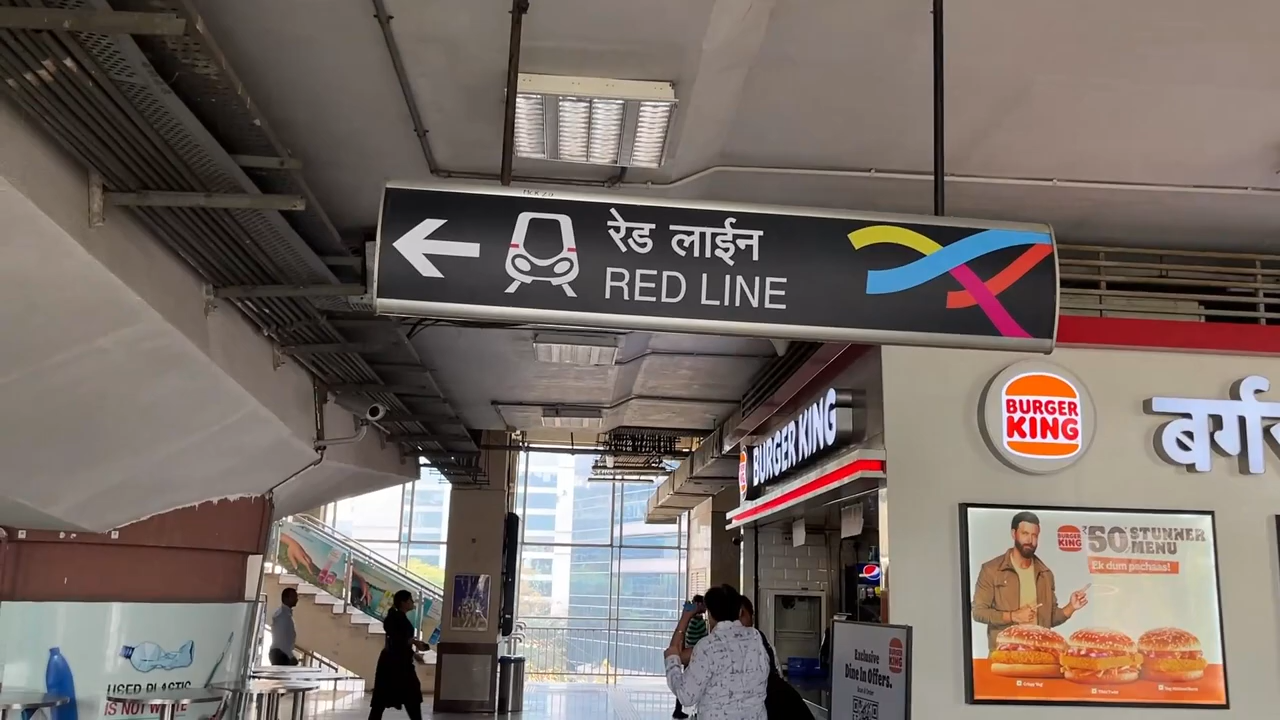 रेड लाईन
RED LINE
BURGER KING
BURGER
KING
बर्ग
BURGER
KING
₹50 STUNNER
MENU
Ek dum pachaas!
Exclusive
Dine In Offers.
USED PLASTIC
IS NOT WASTE